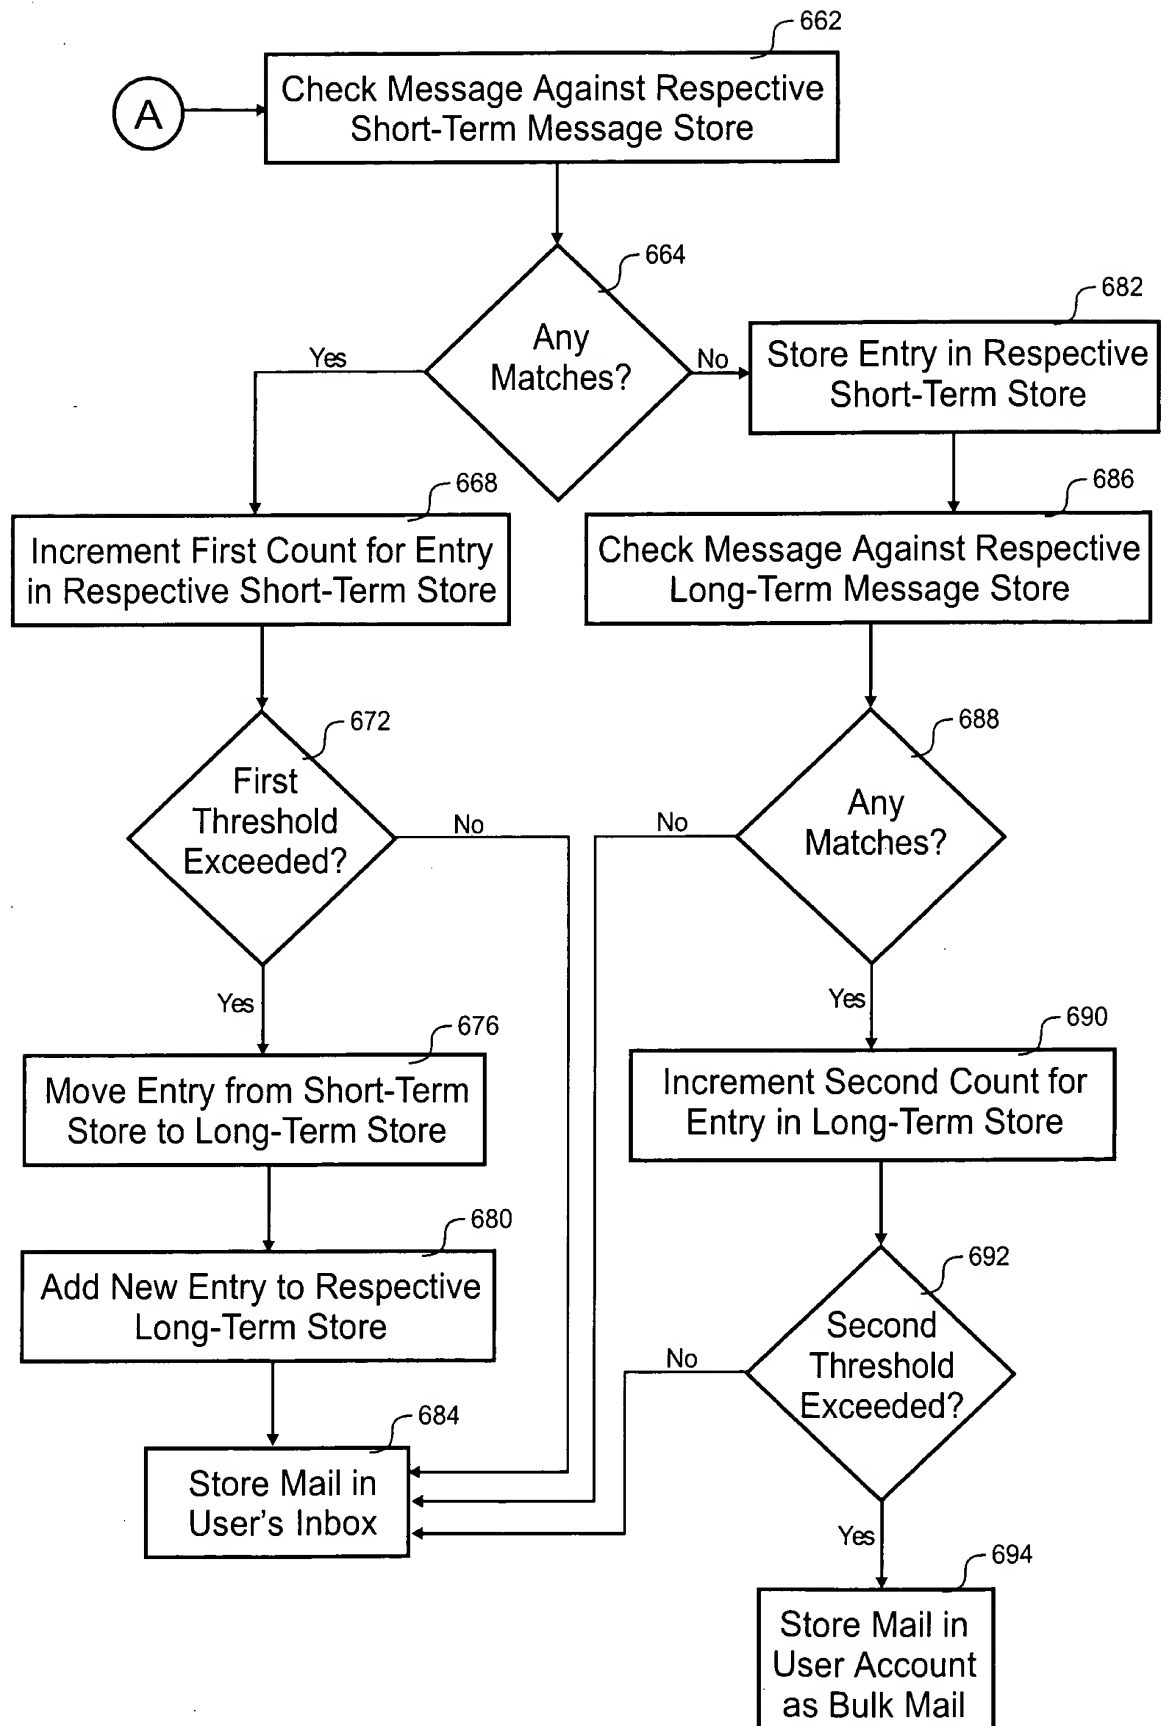 662
A
Check Message Against Respective
Short-Term Message Store
664
Any
Matches?
Yes
No
682
Store Entry in Respective
Short-Term Store
668
Increment First Count for Entry
in Respective Short-Term Store
686
Check Message Against Respective
Long-Term Message Store
672
First
Threshold
Exceeded?
No
Yes
688
Any
Matches?
No
Yes
676
Move Entry from Short-Term
Store to Long-Term Store
690
Increment Second Count for
Entry in Long-Term Store
680
Add New Entry to Respective
Long-Term Store
692
Second
Threshold
Exceeded?
No
Yes
684
Store Mail in
User's Inbox
694
Store Mail in
User Account
as Bulk Mail